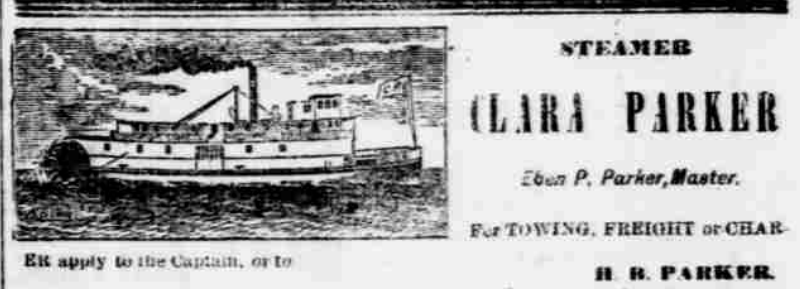 STEAMER
CLARA PARKER
Eben P. Parker, Master.
For TOWING, FREIGHT or CHAR-
ER apply to the Captain, or to
H. B. PARKER.